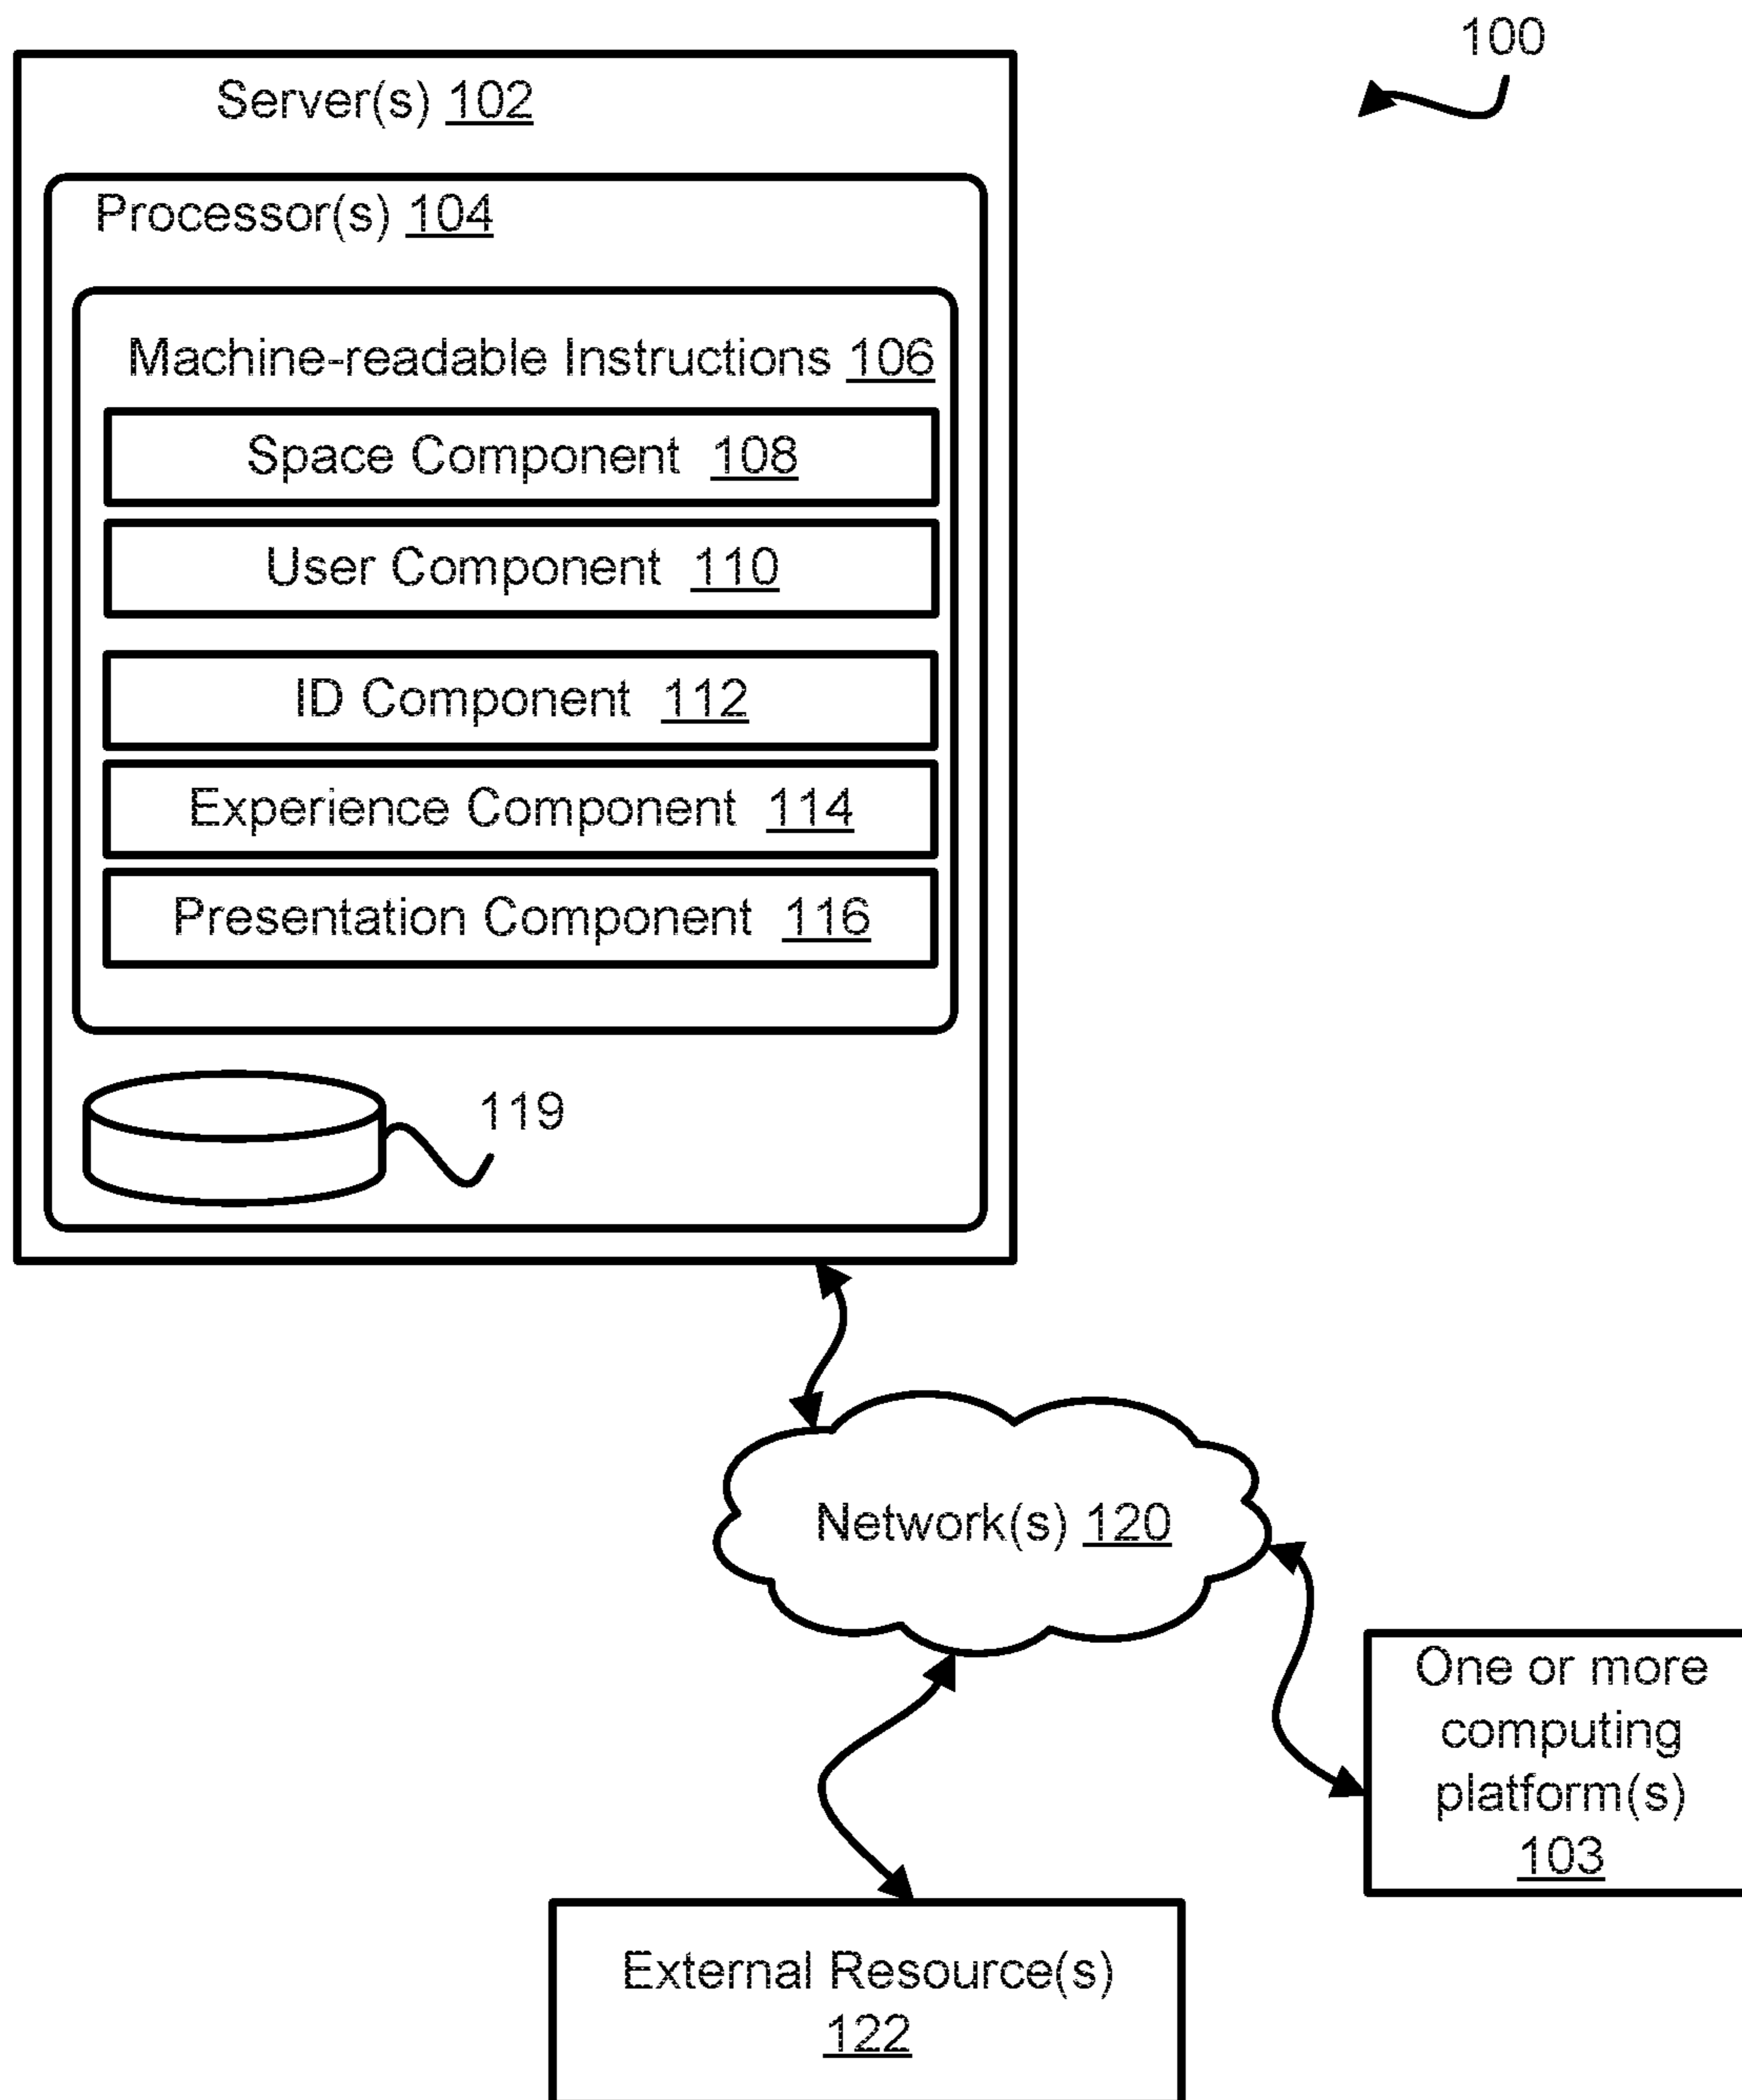 100
Server(s) 102
Processor(s) 104
Machine-readable Instructions 106
Space Component 108
User Component 110
ID Component 112
Experience Component 114
Presentation Component 116
119
Network(s) 120
One or more
computing
platform(s)
103
External Resource(s)
122